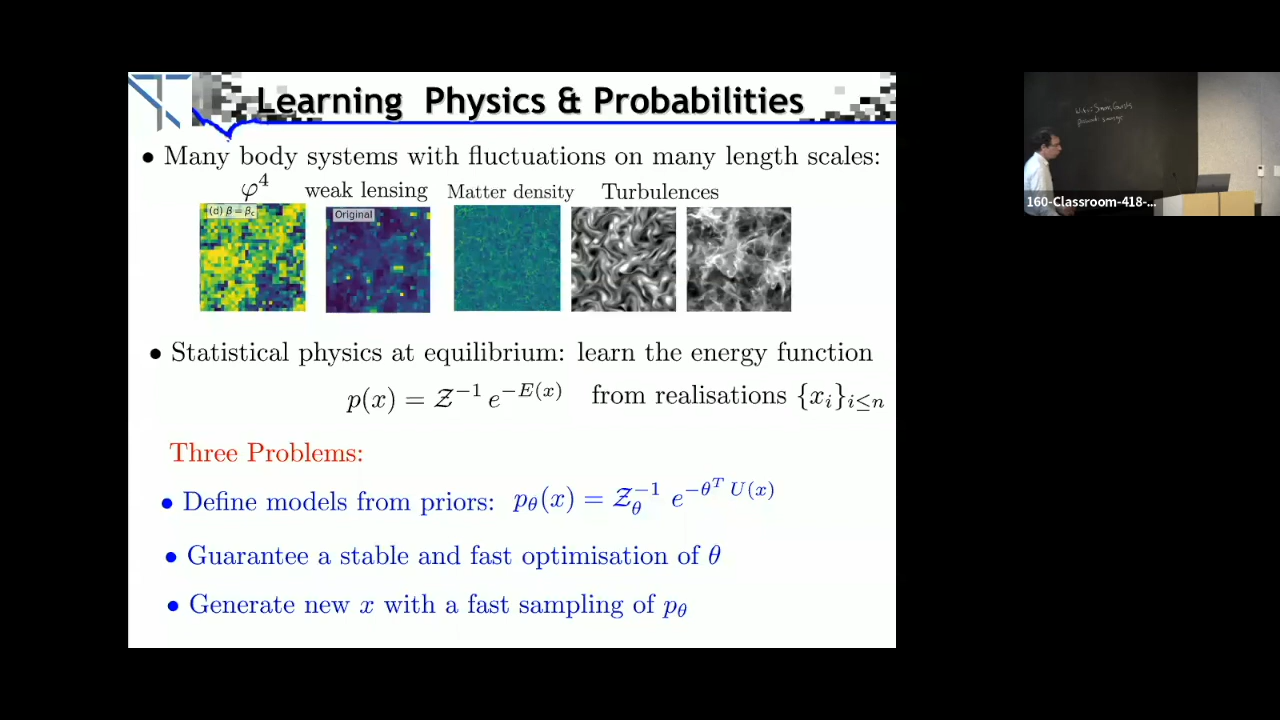 Learning Physics & Probabilities
• Many body systems with fluctuations on many length scales:
φ⁴ weak lensing Matter density Turbulences
(d) β = β_c Original
• Statistical physics at equilibrium: learn the energy function
p(x) = 𝒵⁻¹ e^{−E(x)} from realisations {x_i}_{i≤n}
Three Problems:
• Define models from priors: p_θ(x) = 𝒵_θ⁻¹ e^{−θ^T U(x)}
• Guarantee a stable and fast optimisation of θ
• Generate new x with a fast sampling of p_θ
160-Classroom-418-...